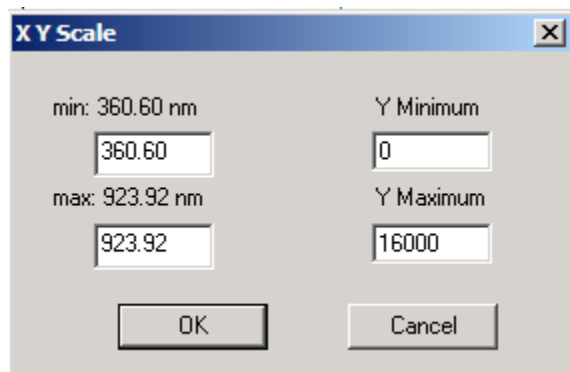 X Y Scale
min: 360.60 nm
Y Minimum
360.60
0
max: 923.92 nm
Y Maximum
923.92
16000
OK
Cancel